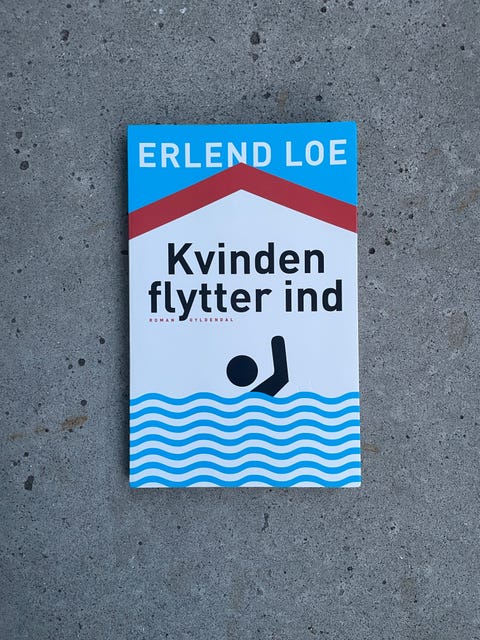 ERLEND LOE
Kvinden
flytter ind
ROMAN GYLDENDAL